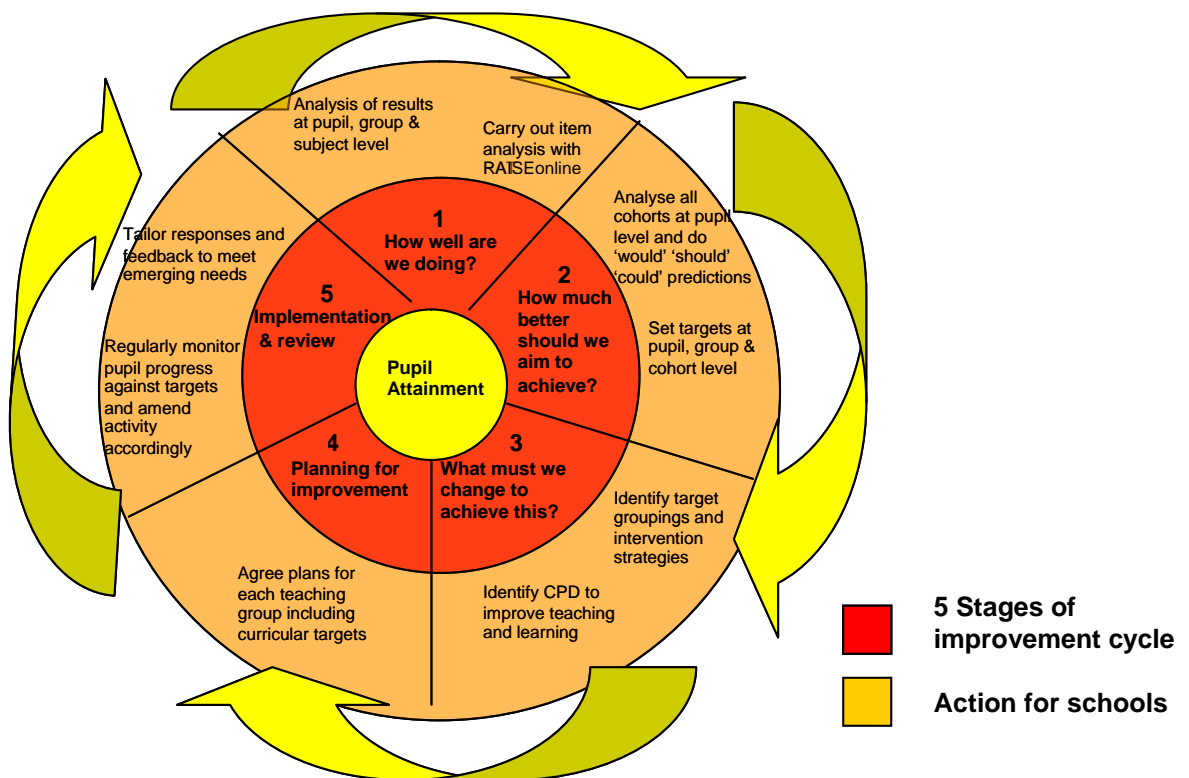 Analysis of results
at pupil, group &
subject level
Carry out item
analysis with
RAISEonline
Analyse all
cohorts at pupil
level and do
‘would’ ‘should’
‘could’ predictions
Set targets at
pupil, group &
cohort level
Identify target
groupings and
intervention
strategies
Identify CPD to
improve teaching
and learning
Agree plans for
each teaching
group including
curricular targets
Regularly monitor
pupil progress
against targets
and amend
activity
accordingly
Tailor responses and
feedback to meet
emerging needs
1
How well are
we doing?
2
How much
better
should we
aim to
achieve?
3
What must we
change to
achieve this?
4
Planning for
improvement
5
Implementation
& review
Pupil
Attainment
5 Stages of
improvement cycle
Action for schools